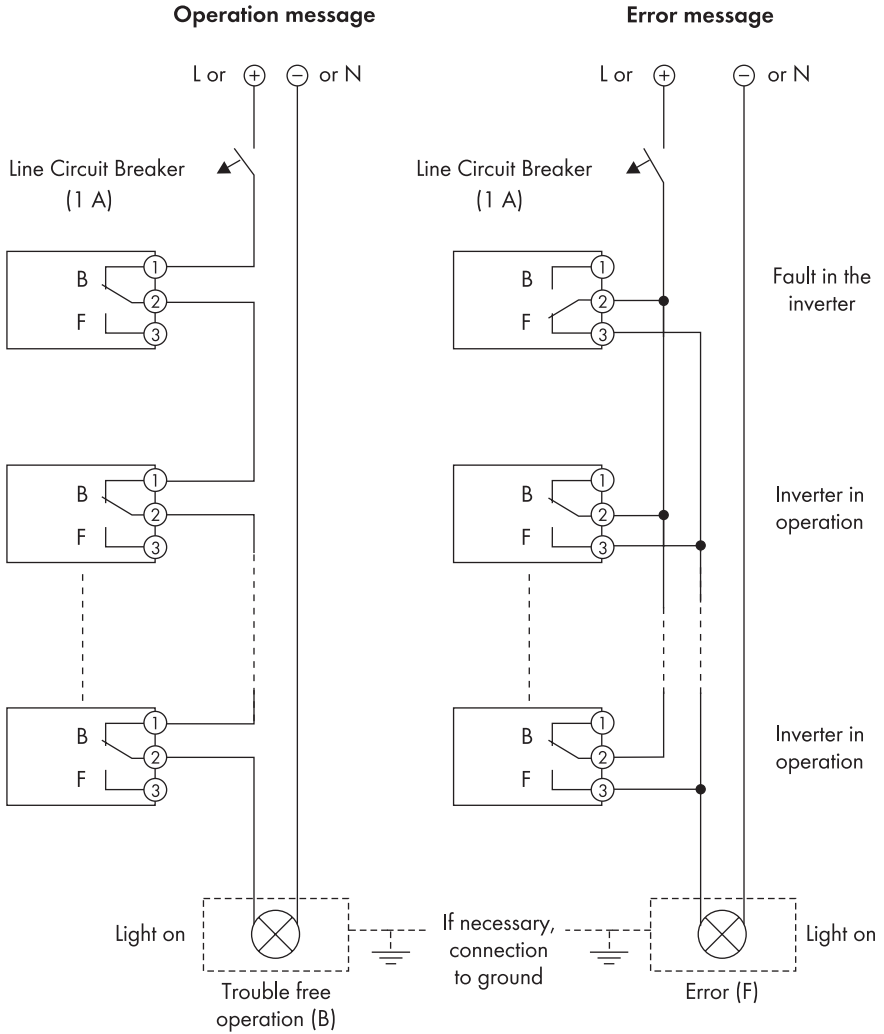 Operation message
L or + − or N
Line Circuit Breaker
(1 A)
B
F
1
2
3
B
F
1
2
3
B
F
1
2
3
Light on
Trouble free
operation (B)
If necessary,
connection
to ground
Error message
L or + − or N
Line Circuit Breaker
(1 A)
B
F
1
2
3
Fault in the
inverter
B
F
1
2
3
Inverter in
operation
B
F
1
2
3
Inverter in
operation
Light on
Error (F)